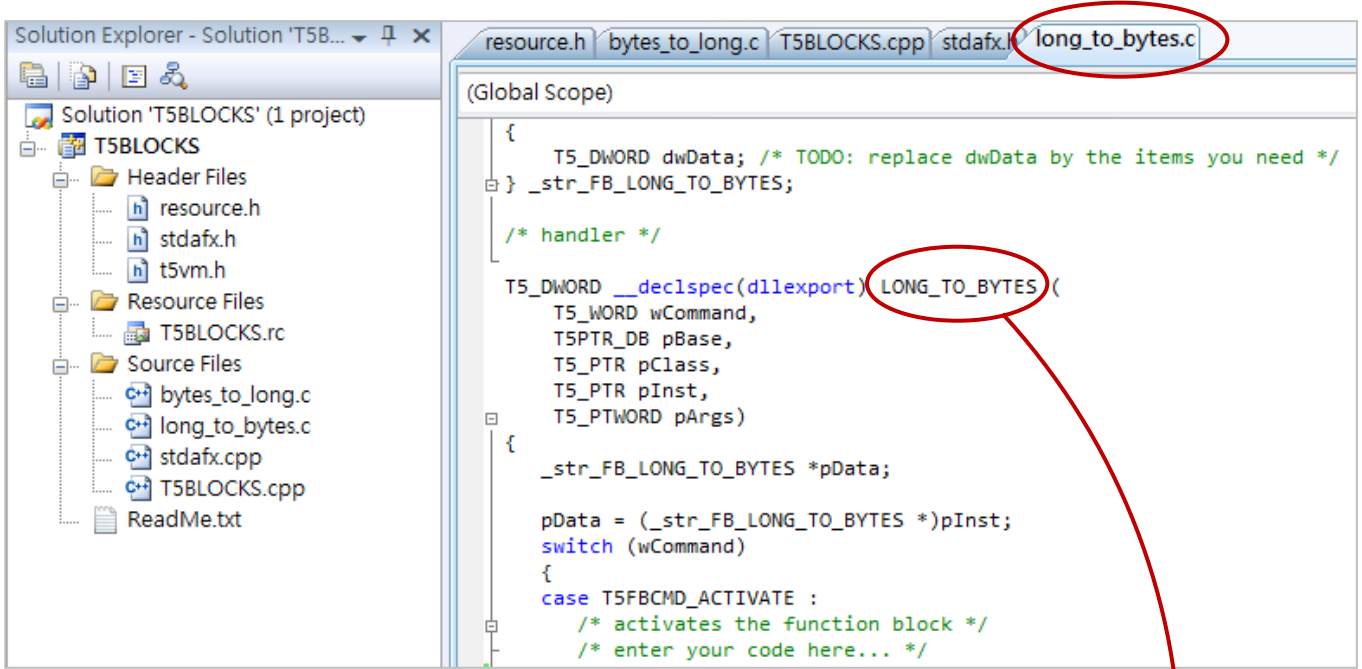 Solution Explorer - Solution 'T5B...
Solution 'T5BLOCKS' (1 project)
T5BLOCKS
Header Files
resource.h
stdafx.h
t5vm.h
Resource Files
T5BLOCKS.rc
Source Files
bytes_to_long.c
long_to_bytes.c
stdafx.cpp
T5BLOCKS.cpp
ReadMe.txt
resource.h bytes_to_long.c T5BLOCKS.cpp stdafx.h long_to_bytes.c
(Global Scope)
{
T5_DWORD dwData; /* TODO: replace dwData by the items you need */
} _str_FB_LONG_TO_BYTES;
/* handler */
T5_DWORD __declspec(dllexport) LONG_TO_BYTES (
T5_WORD wCommand,
T5PTR_DB pBase,
T5_PTR pClass,
T5_PTR pInst,
T5_PTWORD pArgs)
{
_str_FB_LONG_TO_BYTES *pData;
pData = (_str_FB_LONG_TO_BYTES *)pInst;
switch (wCommand)
{
case T5FBCMD_ACTIVATE :
/* activates the function block */
/* enter your code here... */